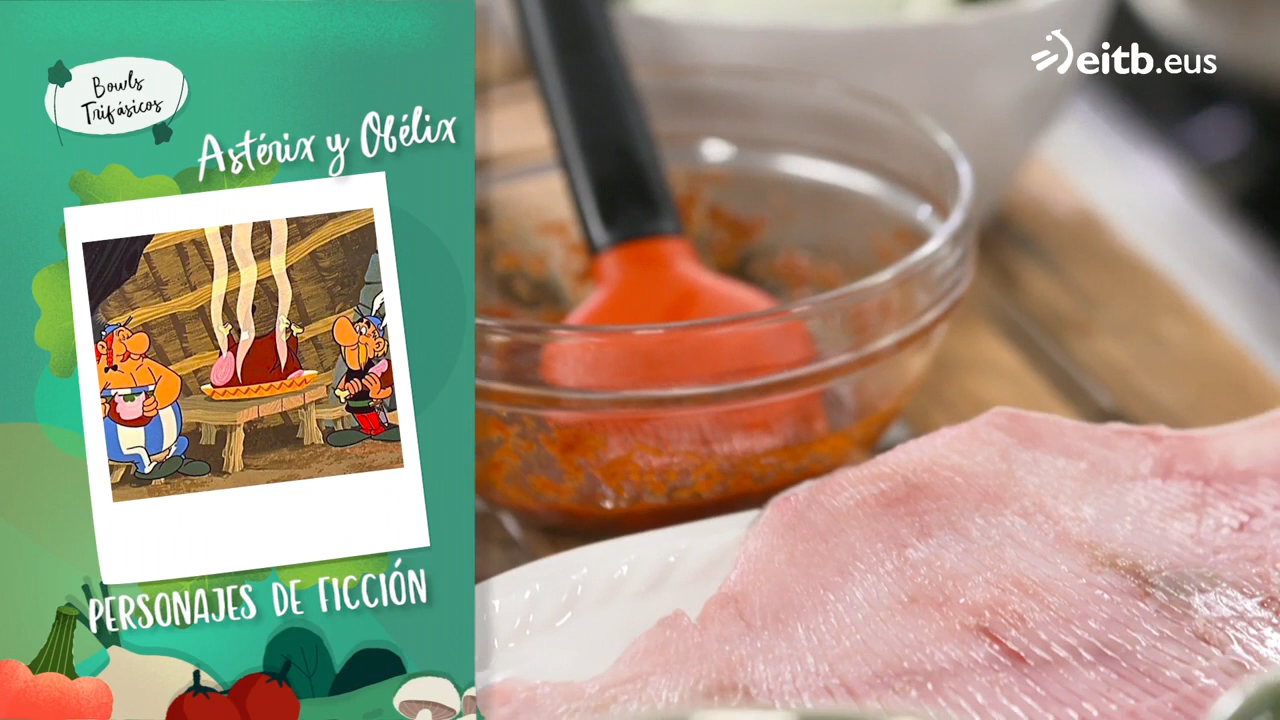 Bowls
Trifásicos
Astérix y Obélix
PERSONAJES DE FICCIÓN
eitb.eus